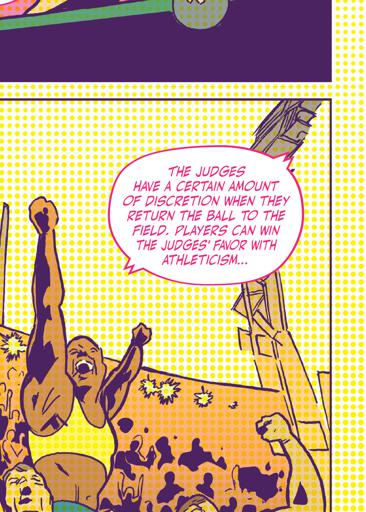 THE JUDGES
HAVE A CERTAIN AMOUNT
OF DISCRETION WHEN THEY
RETURN THE BALL TO THE
FIELD. PLAYERS CAN WIN
THE JUDGES' FAVOR WITH
ATHLETICISM...